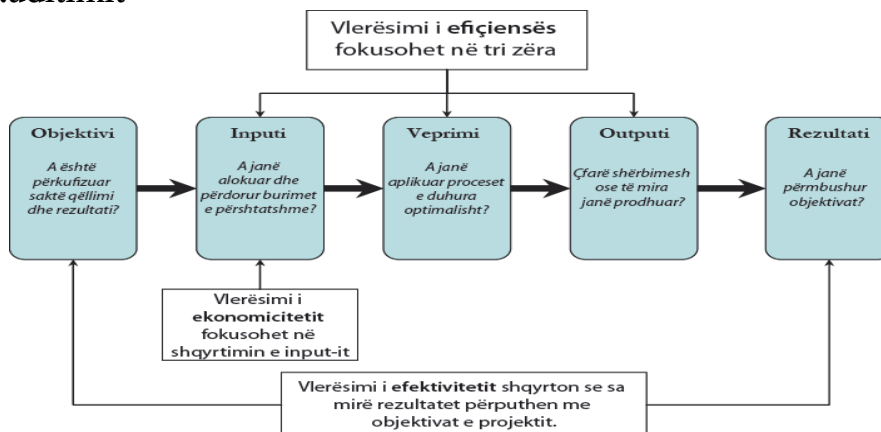 Vlerësimi i efiçiensës
fokusohet në tri zëra
Objektivi
A është
përkufizuar
saktë qëllimi
dhe rezultati?
Inputi
A janë
alokuar dhe
përdorur burimet
e përshtatshme?
Veprimi
A janë
aplikuar proceset
e duhura
optimalisht?
Outputi
Çfarë shërbimesh
ose të mira
janë prodhuar?
Rezultati
A janë
përmbushur
objektivat?
Vlerësimi i
ekonomicitetit
fokusohet në
shqyrtimin e input-it
Vlerësimi i efektivitetit shqyrton se sa
mirë rezultatet përputhen me
objektivat e projektit.